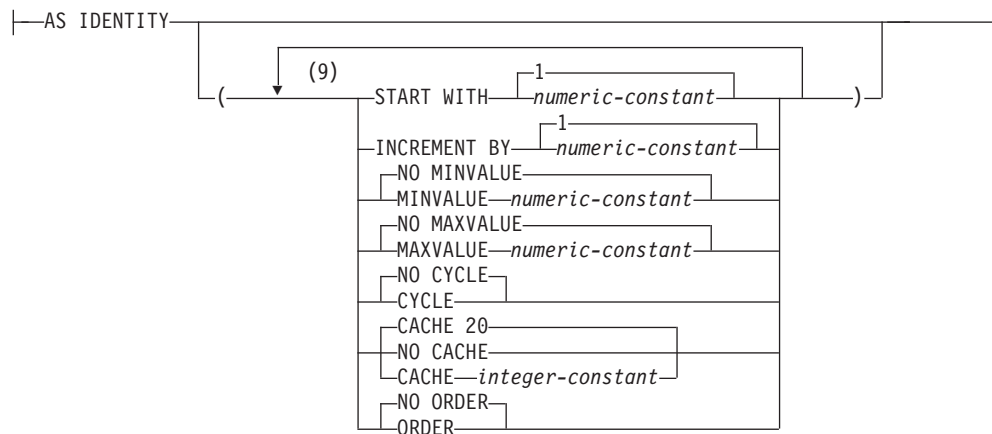 AS IDENTITY
(9) 1
( START WITH numeric-constant )
1
INCREMENT BY numeric-constant
NO MINVALUE
MINVALUE numeric-constant
NO MAXVALUE
MAXVALUE numeric-constant
NO CYCLE
CYCLE
CACHE 20
NO CACHE
CACHE integer-constant
NO ORDER
ORDER